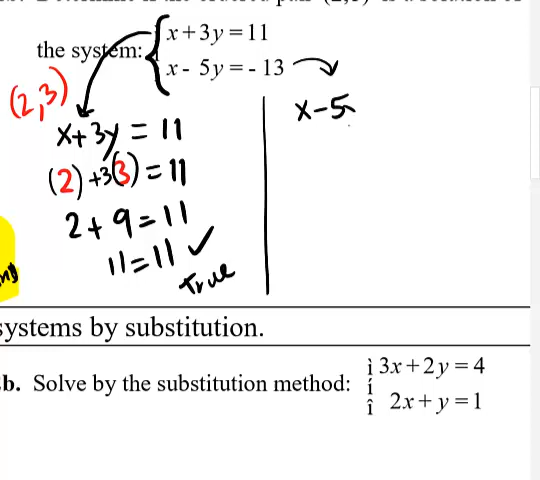 the system:
x + 3y = 11
x - 5y = - 13
(2,3)
x + 3y = 11
x - 5
(2) + 3(3) = 11
2 + 9 = 11
11 = 11 ✓
True
systems by substitution.
b. Solve by the substitution method:
3x + 2y = 4
2x + y = 1